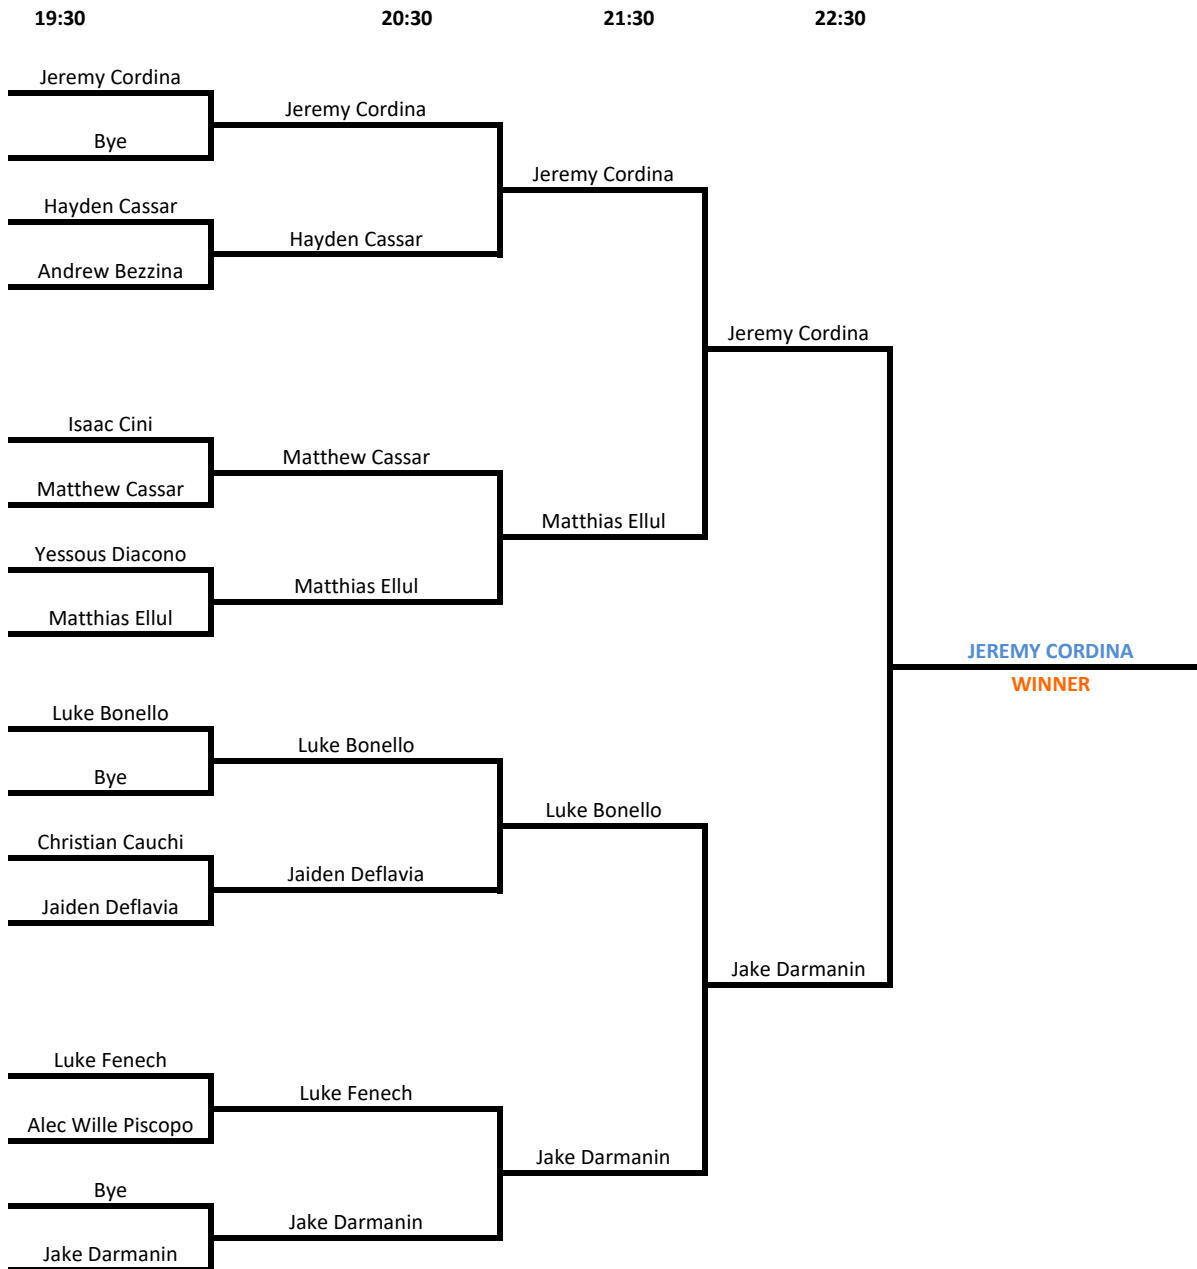 19:30 20:30 21:30 22:30
Jeremy Cordina
Jeremy Cordina
Bye
Jeremy Cordina
Hayden Cassar
Hayden Cassar
Andrew Bezzina
Jeremy Cordina
Isaac Cini
Matthew Cassar
Matthew Cassar
Matthias Ellul
Yessous Diacono
Matthias Ellul
Matthias Ellul
JEREMY CORDINA
WINNER
Luke Bonello
Luke Bonello
Bye
Luke Bonello
Christian Cauchi
Jaiden Deflavia
Jaiden Deflavia
Jake Darmanin
Luke Fenech
Luke Fenech
Alec Wille Piscopo
Jake Darmanin
Bye
Jake Darmanin
Jake Darmanin